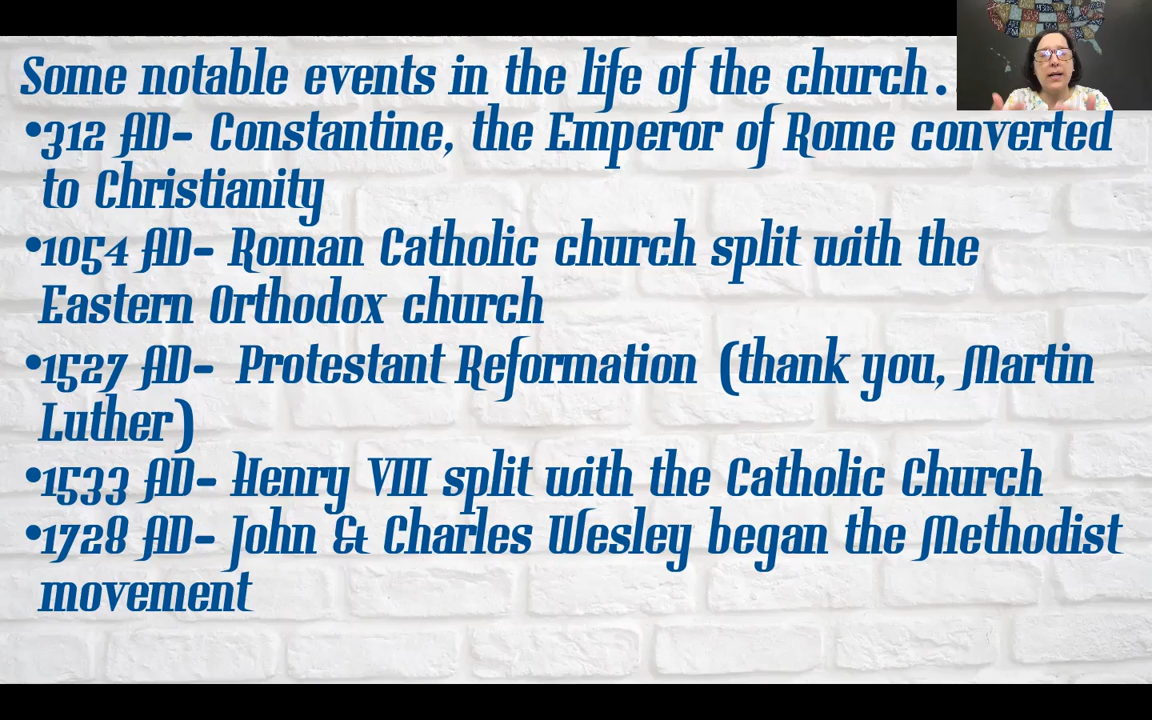 Some notable events in the life of the church.
•312 AD- Constantine, the Emperor of Rome converted
to Christianity
•1054 AD- Roman Catholic church split with the
Eastern Orthodox church
•1527 AD- Protestant Reformation (thank you, Martin
Luther)
•1533 AD- Henry VIII split with the Catholic Church
•1728 AD- John & Charles Wesley began the Methodist
movement